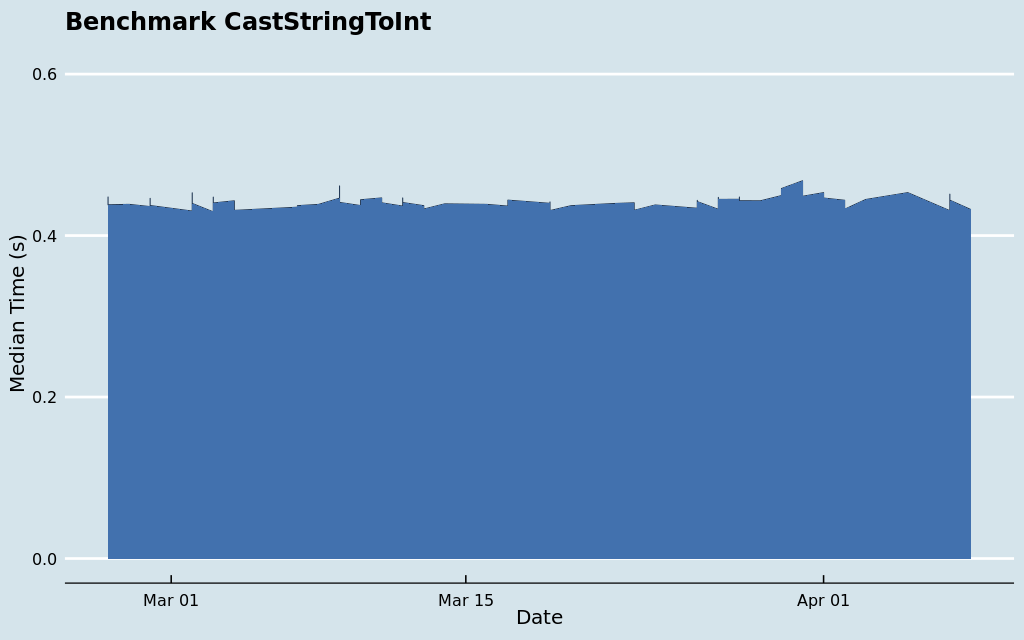 Benchmark CastStringToInt
0.6
0.4
0.2
0.0
Median Time (s)
Mar 01
Mar 15
Apr 01
Date